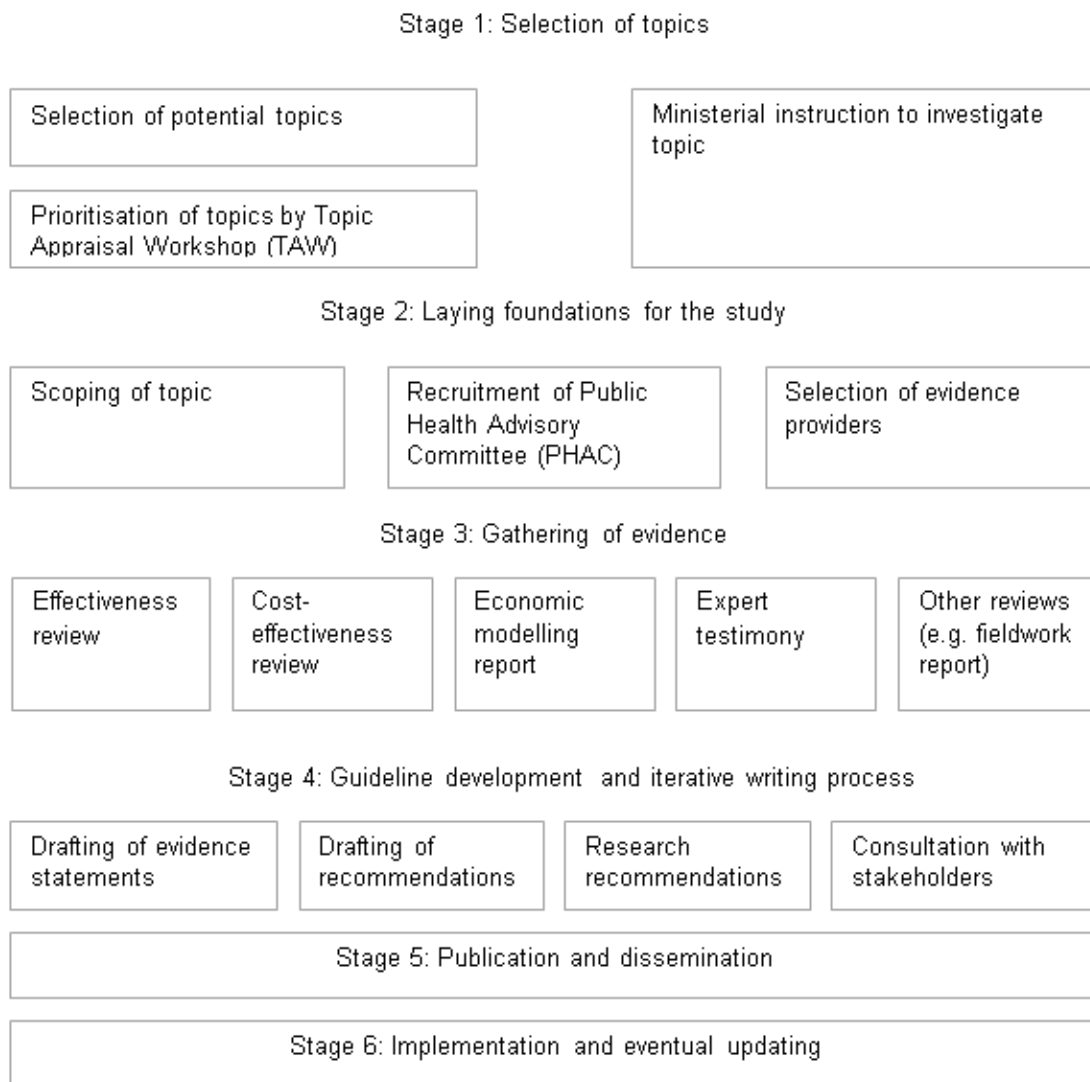 Stage 1: Selection of topics
Selection of potential topics
Prioritisation of topics by Topic
Appraisal Workshop (TAW)
Ministerial instruction to investigate
topic
Stage 2: Laying foundations for the study
Scoping of topic
Recruitment of Public
Health Advisory
Committee (PHAC)
Selection of evidence
providers
Stage 3: Gathering of evidence
Effectiveness
review
Cost-
effectiveness
review
Economic
modelling
report
Expert
testimony
Other reviews
(e.g. fieldwork
report)
Stage 4: Guideline development and iterative writing process
Drafting of evidence
statements
Drafting of
recommendations
Research
recommendations
Consultation with
stakeholders
Stage 5: Publication and dissemination
Stage 6: Implementation and eventual updating